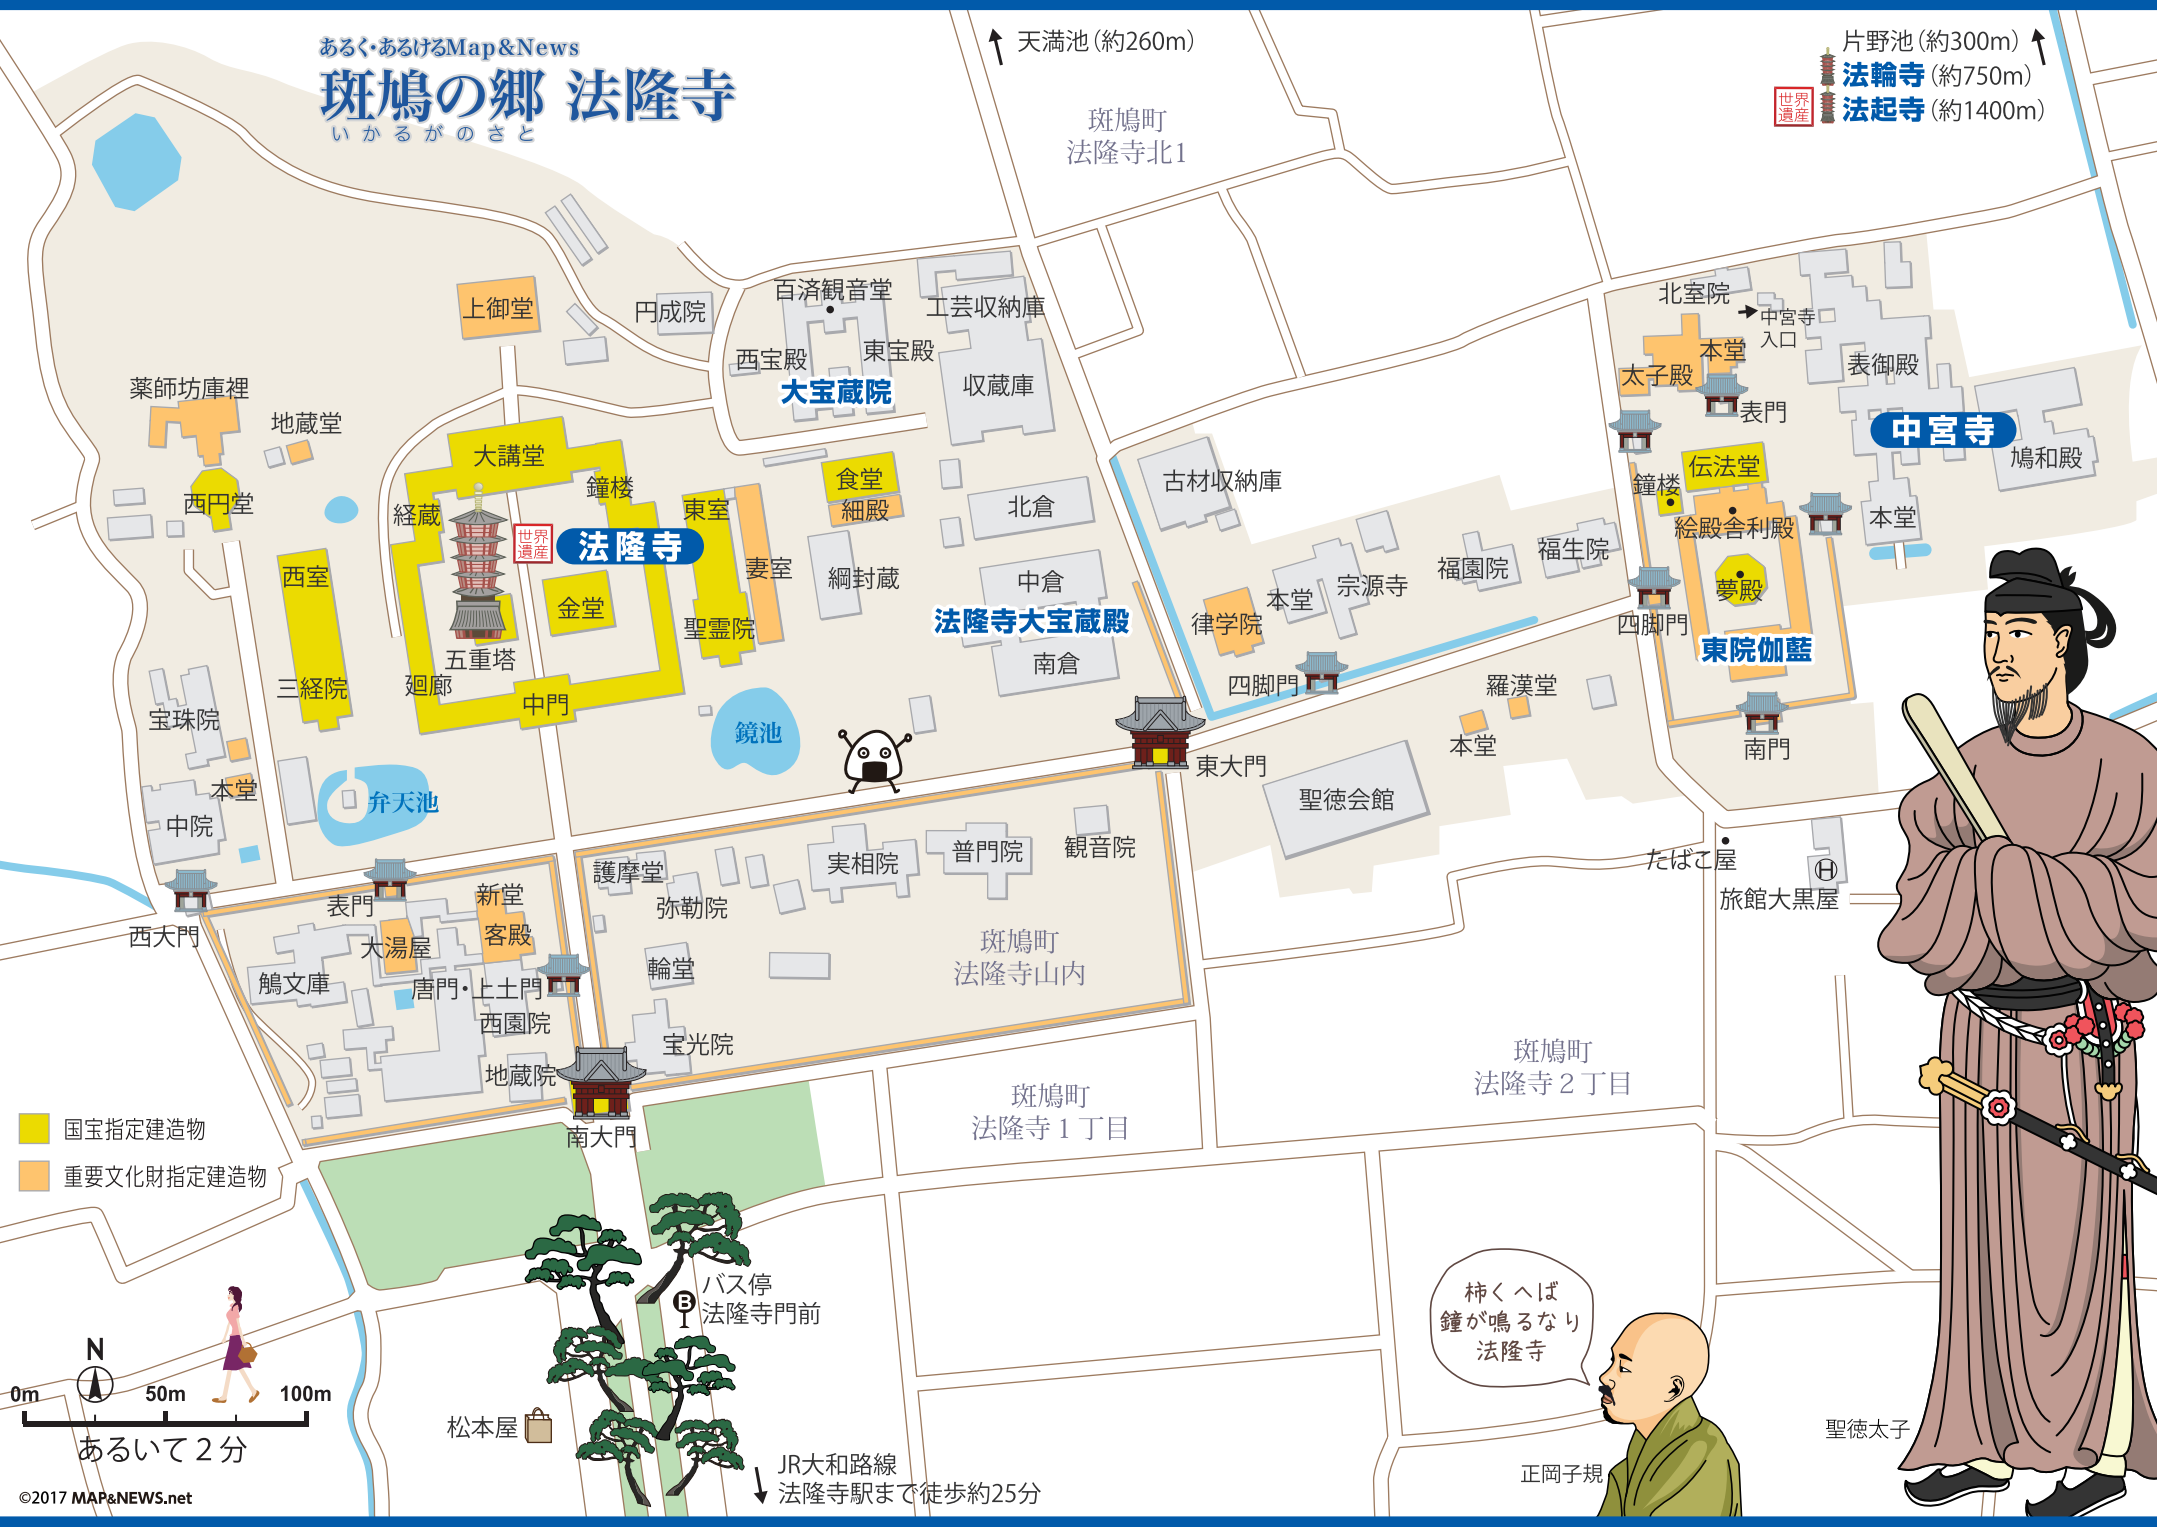 あるく・あるけるMap&News
斑鳩の郷 法隆寺
いかるがのさと
天満池（約260m）
片野池（約300m）
法輪寺（約750m）
世界
遺産
法起寺（約1400m）
斑鳩町
法隆寺北1
上御堂
円成院
百済観音堂
工芸収納庫
西宝殿
東宝殿
大宝蔵院
収蔵庫
北室院
中宮寺
入口
本堂
太子殿
表門
表御殿
中宮寺
鳩和殿
本堂
薬師坊庫裡
地蔵堂
西円堂
大講堂
鐘楼
経蔵
世界
遺産
法隆寺
東室
妻室
食堂
細殿
綱封蔵
北倉
中倉
法隆寺大宝蔵殿
南倉
古材収納庫
伝法堂
鐘楼
絵殿舎利殿
夢殿
四脚門
東院伽藍
南門
西室
金堂
聖霊院
五重塔
三経院
廻廊
中門
鏡池
律学院
本堂
宗源寺
福園院
福生院
四脚門
羅漢堂
本堂
東大門
聖徳会館
宝珠院
本堂
中院
弁天池
西大門
表門
新堂
客殿
大湯屋
鵤文庫
唐門・上土門
西園院
地蔵院
護摩堂
弥勒院
実相院
普門院
観音院
輪堂
宝光院
斑鳩町
法隆寺山内
たばこ屋
H
旅館大黒屋
斑鳩町
法隆寺２丁目
斑鳩町
法隆寺１丁目
南大門
国宝指定建造物
重要文化財指定建造物
B
バス停
法隆寺門前
柿くへば
鐘が鳴るなり
法隆寺
N
0m
50m
100m
あるいて２分
松本屋
JR大和路線
法隆寺駅まで徒歩約25分
正岡子規
聖徳太子
©2017 MAP&NEWS.net